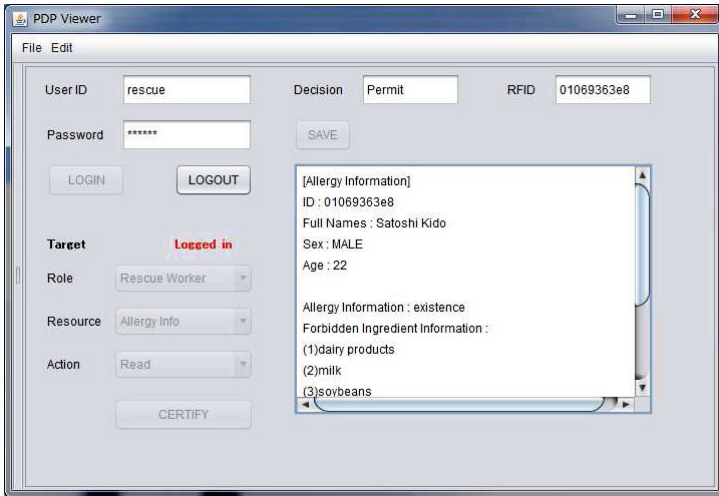 PDP Viewer
File Edit
User ID rescue Decision Permit RFID 01069363e8
Password ****** SAVE
LOGIN LOGOUT
[Allergy Information]
ID : 01069363e8
Full Names : Satoshi Kido
Sex : MALE
Age : 22
Target Logged in
Role Rescue Worker
Resource Allergy Info
Action Read
CERTIFY
Allergy Information : existence
Forbidden Ingredient Information :
(1)dairy products
(2)milk
(3)soybeans